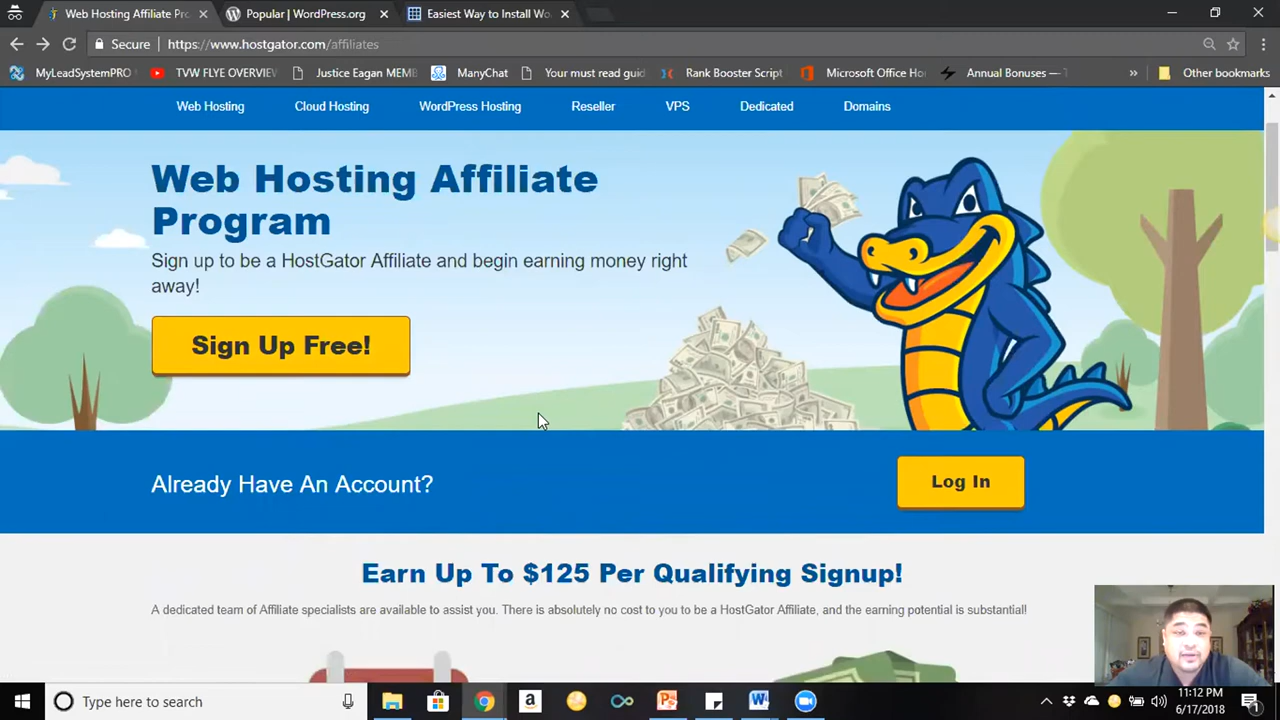 Web Hosting Affiliate Pro
Popular | WordPress.org
Easiest Way to Install Wo
Secure
https://www.hostgator.com/affiliates
MyLeadSystemPRO
TVW FLYE OVERVIEW
Justice Eagan MEMB
ManyChat
Your must read guid
Rank Booster Script
Microsoft Office Hom
Annual Bonuses — T
»
Other bookmarks
Web Hosting
Cloud Hosting
WordPress Hosting
Reseller
VPS
Dedicated
Domains
Web Hosting Affiliate
Program
Sign up to be a HostGator Affiliate and begin earning money right
away!
Sign Up Free!
Already Have An Account?
Log In
Earn Up To $125 Per Qualifying Signup!
A dedicated team of Affiliate specialists are available to assist you. There is absolutely no cost to you to be a HostGator Affiliate, and the earning potential is substantial!
Type here to search
11:12 PM
6/17/2018